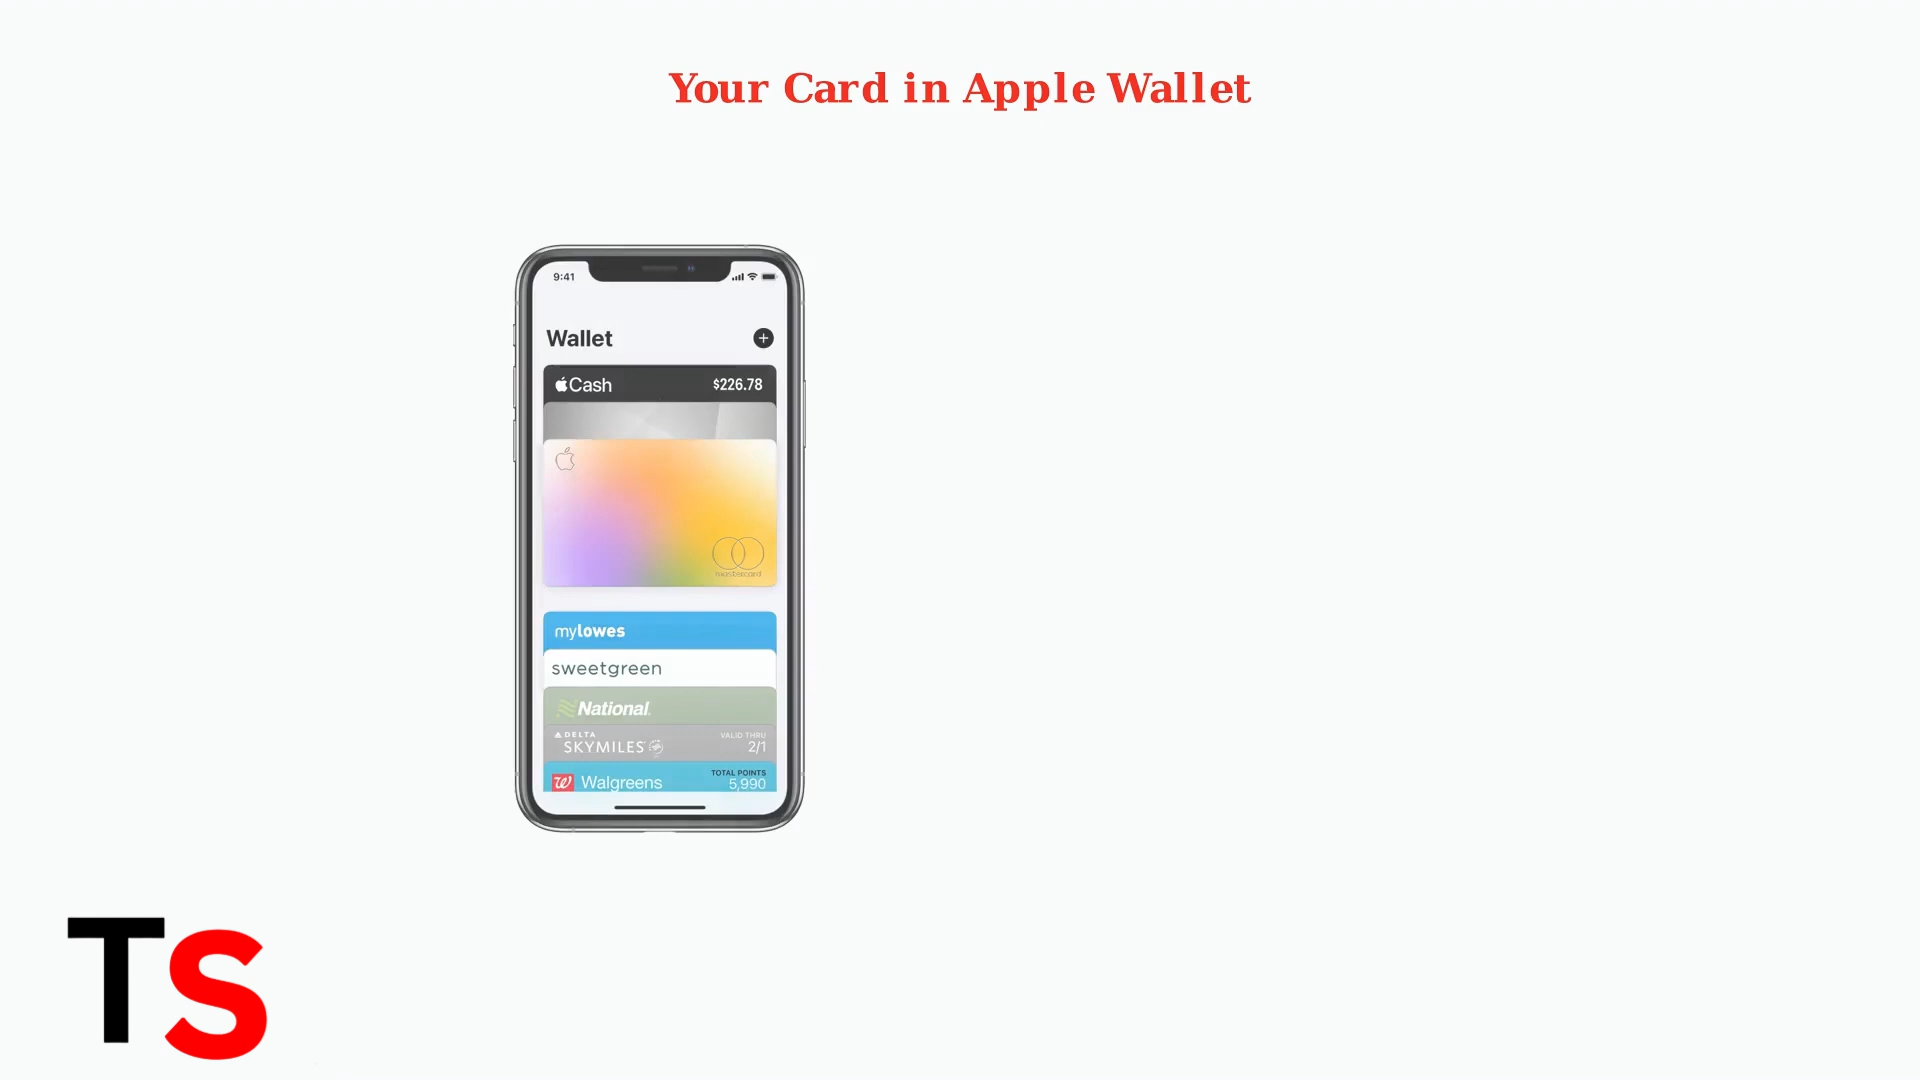 Your Card in Apple Wallet
9:41
Wallet
Cash $226.78
mastercard
mylowes
sweetgreen
National
DELTA VALID THRU
SKYMILES 2/1
TOTAL POINTS
Walgreens 5,990
TS